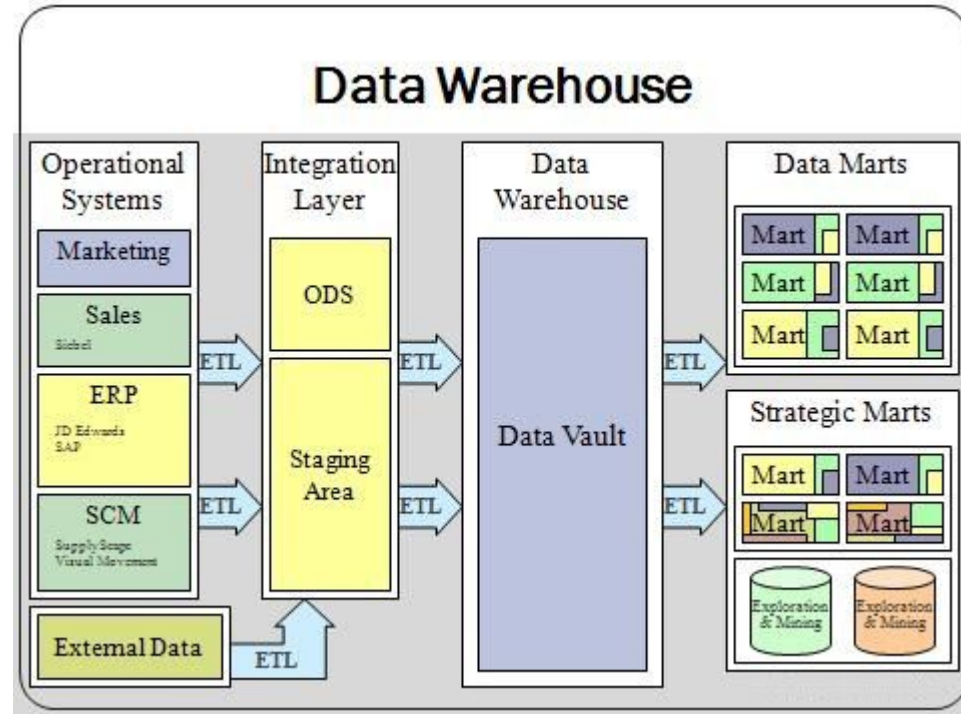 Data Warehouse
Operational
Systems
Marketing
Sales
Siebel
ERP
JD Edwards
SAP
SCM
SupplyScape
Visual Movement
External Data
ETL
ETL
ETL
Integration
Layer
ODS
Staging
Area
ETL
ETL
Data
Warehouse
Data Vault
ETL
ETL
Data Marts
Mart
Mart
Mart
Mart
Mart
Mart
Strategic Marts
Mart
Mart
Mart
Mart
Exploration
& Mining
Exploration
& Mining